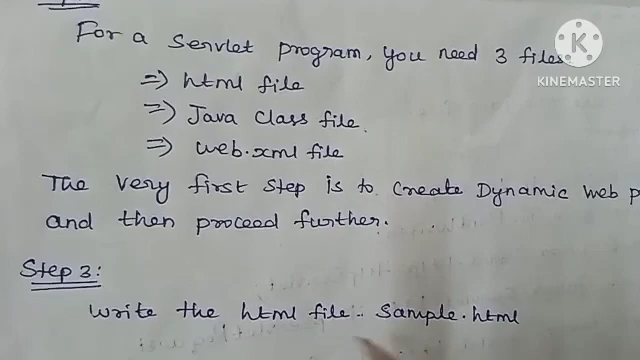 For a Servlet program, you need 3 files
⇒ html file
⇒ Java class file.
⇒ web.xml file
The very first step is to create Dynamic web
and then proceed further.
Step 3:
write the html file.. Sample.html
K
KINEMASTER